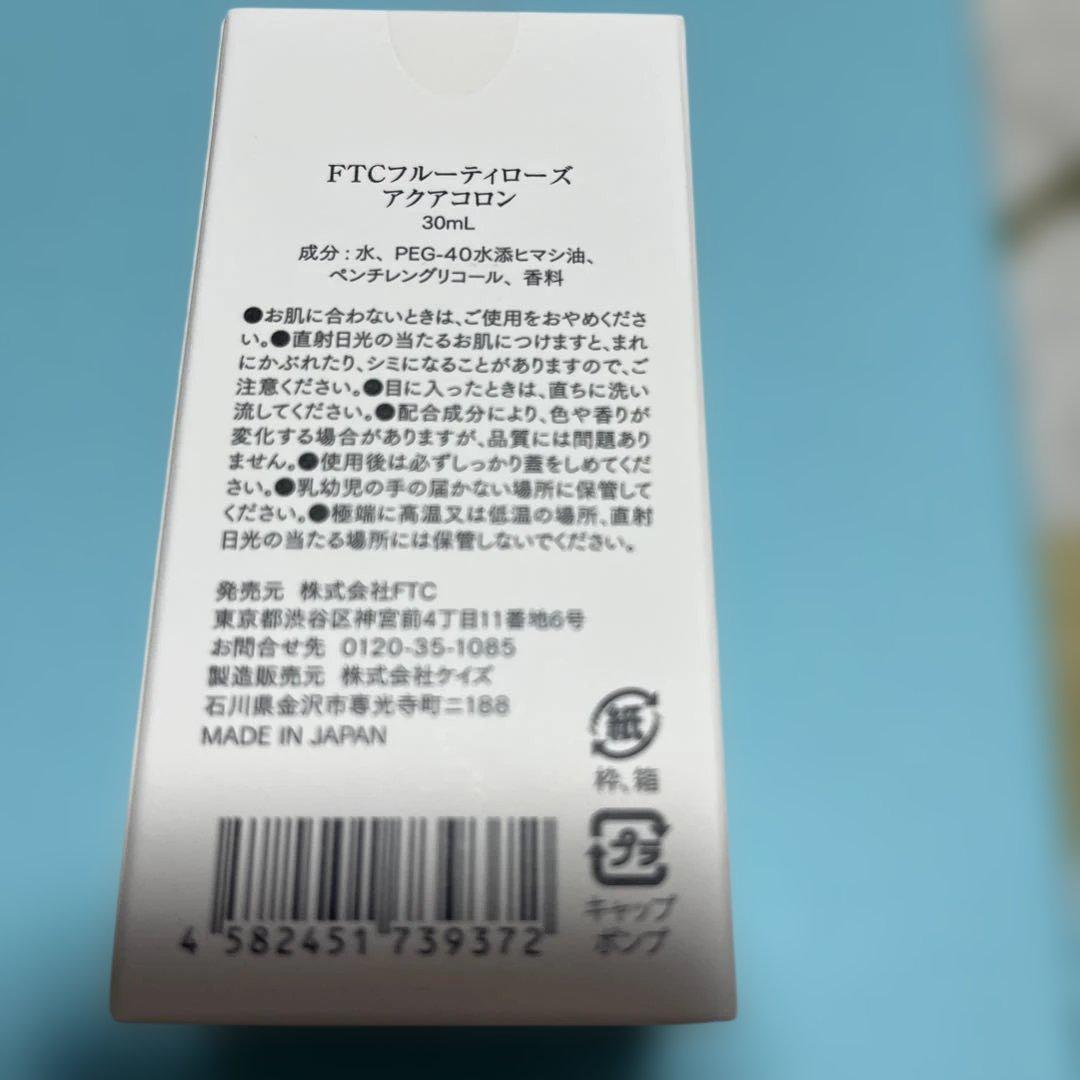 FTCフルーティローズ
アクアコロン
30mL
成分：水、PEG-40水添ヒマシ油、
ペンチレングリコール、香料
●お肌に合わないときは、ご使用をおやめくださ
い。●直射日光の当たるお肌につけますと、まれ
にかぶれたり、シミになることがありますので、ご
注意ください。●目に入ったときは、直ちに洗い
流してください。●配合成分により、色や香りが
変化する場合がありますが、品質には問題あり
ません。●使用後は必ずしっかり蓋をしめてくだ
さい。●乳幼児の手の届かない場所に保管して
ください。●極端に高温又は低温の場所、直射
日光の当たる場所には保管しないでください。
発売元 株式会社FTC
東京都渋谷区神宮前4丁目11番地6号
お問合せ先 0120-35-1085
製造販売元 株式会社ケイズ
石川県金沢市専光寺町ニ188
MADE IN JAPAN
紙
枠、箱
プラ
キャップ
ポンプ
4 582451 739372